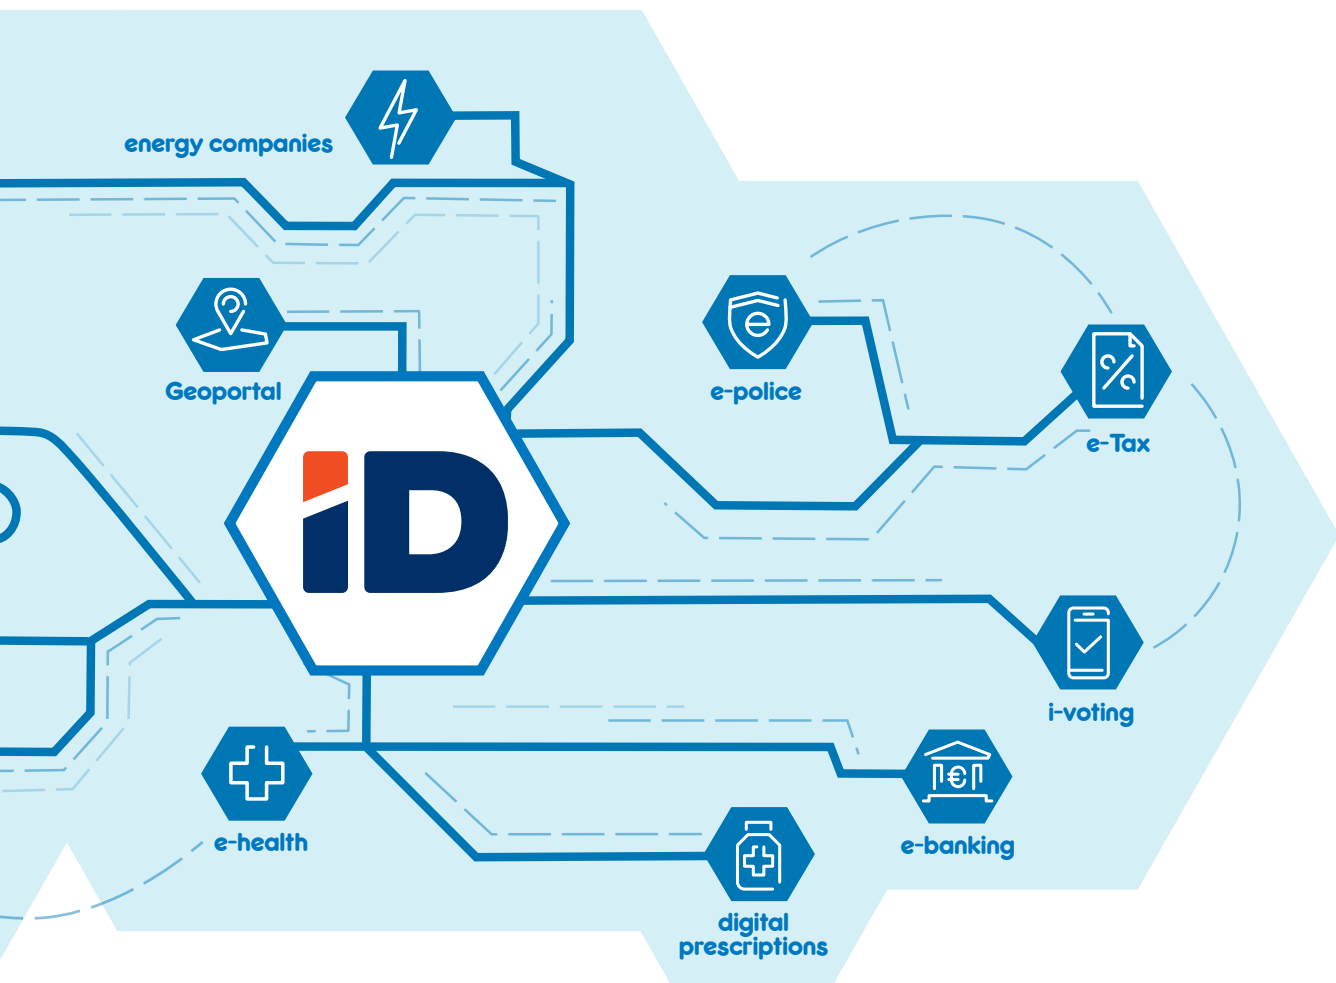 energy companies
Geoportal
e-police
e-Tax
iD
i-voting
e-health
e-banking
digital
prescriptions